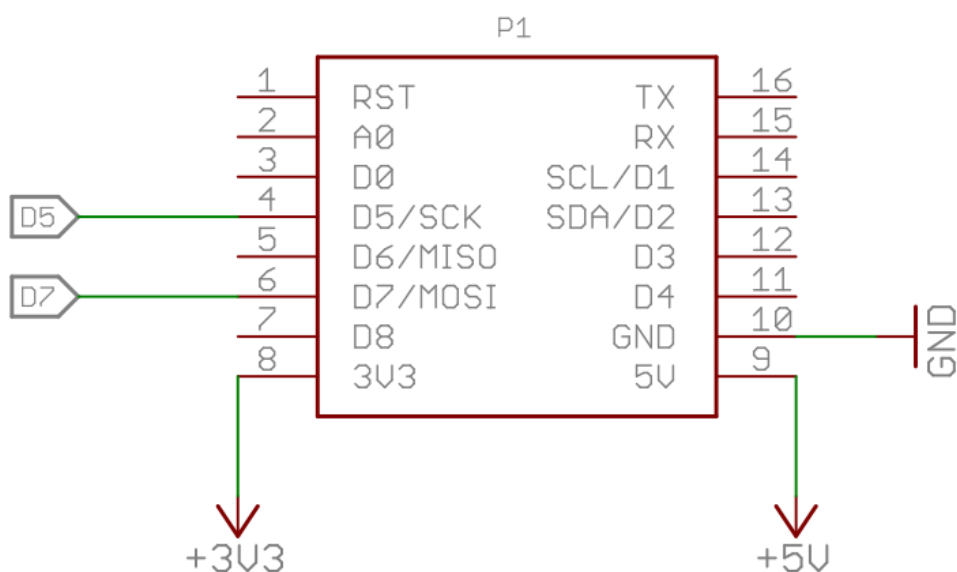 P1
1 RST TX 16
2 A0 RX 15
3 D0 SCL/D1 14
D5 4 D5/SCK SDA/D2 13
5 D6/MISO D3 12
D7 6 D7/MOSI D4 11
7 D8 GND 10 GND
8 3V3 5V 9
+3V3 +5V